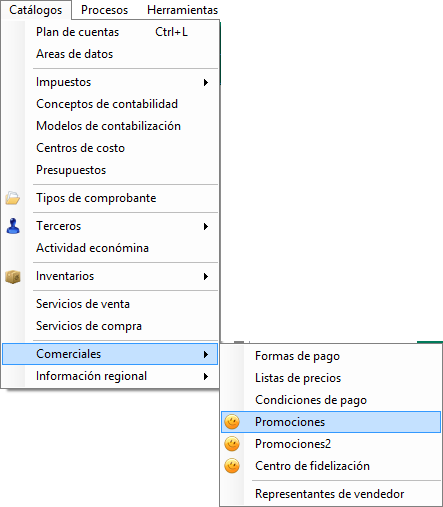 Catálogos Procesos Herramientas
Plan de cuentas Ctrl+L
Areas de datos
Impuestos
Conceptos de contabilidad
Modelos de contabilización
Centros de costo
Presupuestos
Tipos de comprobante
Terceros
Actividad económina
Inventarios
Servicios de venta
Servicios de compra
Comerciales
Información regional
Formas de pago
Listas de precios
Condiciones de pago
Promociones
Promociones2
Centro de fidelización
Representantes de vendedor